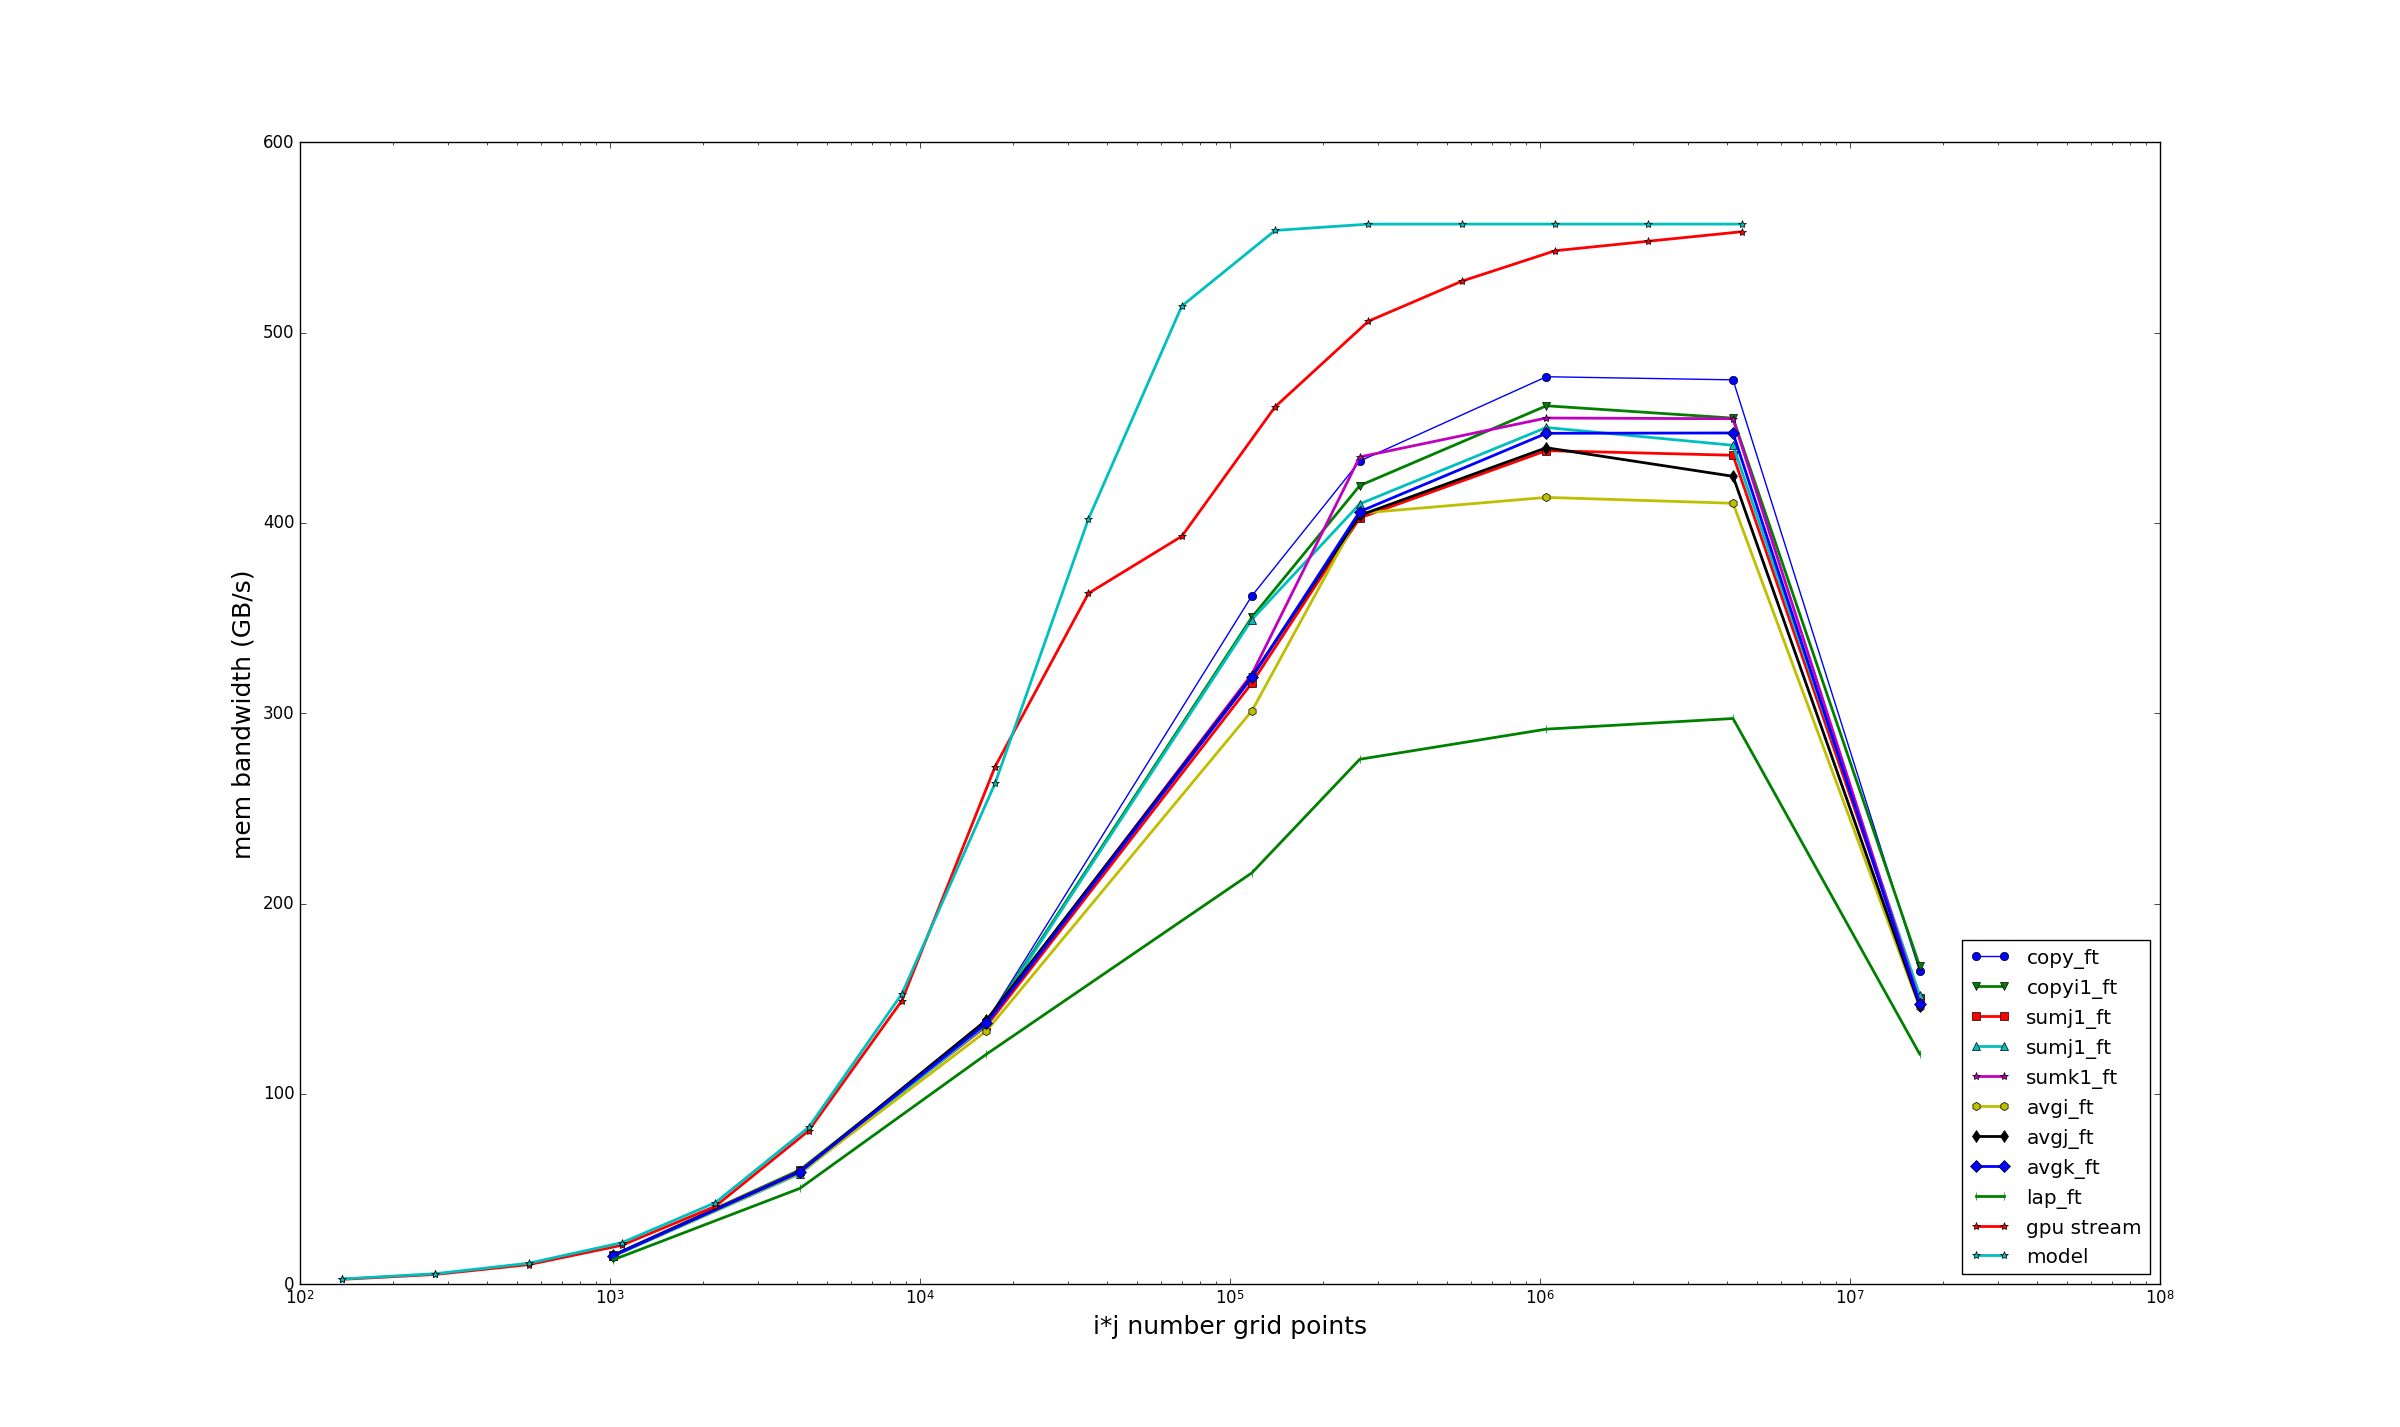 600
500
400
300
200
100
0
mem bandwidth (GB/s)
10² 10³ 10⁴ 10⁵ 10⁶ 10⁷ 10⁸
i*j number grid points
copy_ft
copyi1_ft
sumj1_ft
sumj1_ft
sumk1_ft
avgi_ft
avgj_ft
avgk_ft
lap_ft
gpu stream
model